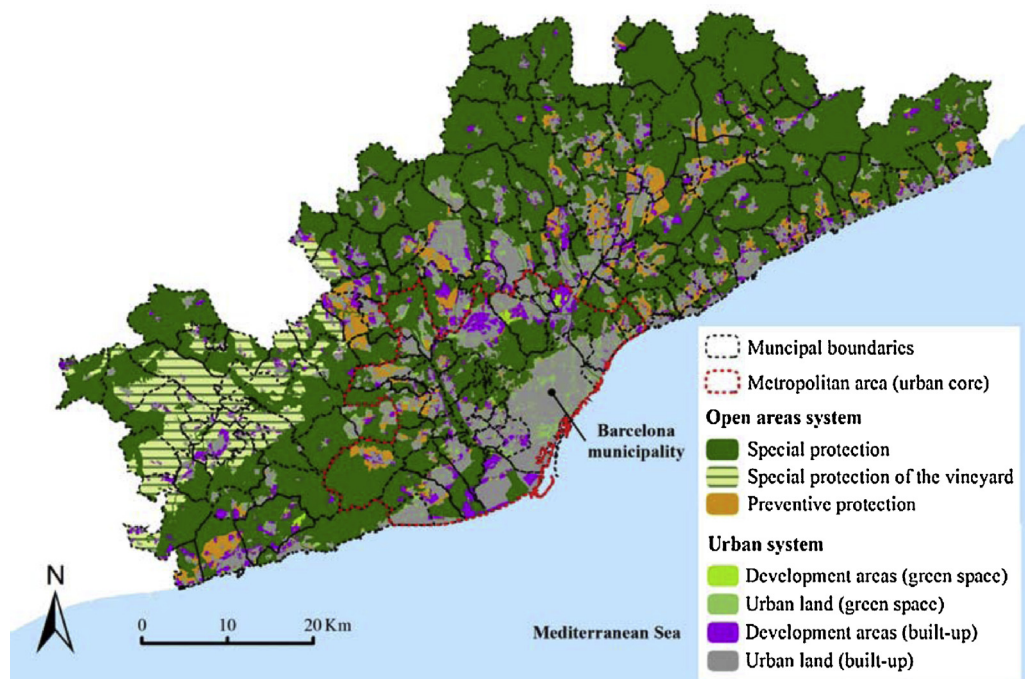 Muncipal boundarics
Metropolitan area (urban core)
Open areas system
Special protection
Special protection of the vineyard
Preventive protection
Urban system
Development areas (green space)
Urban land (green space)
Development areas (built-up)
Urban land (built-up)
Barcelona
municipality
N
0 10 20 Km
Mediterranean Sea